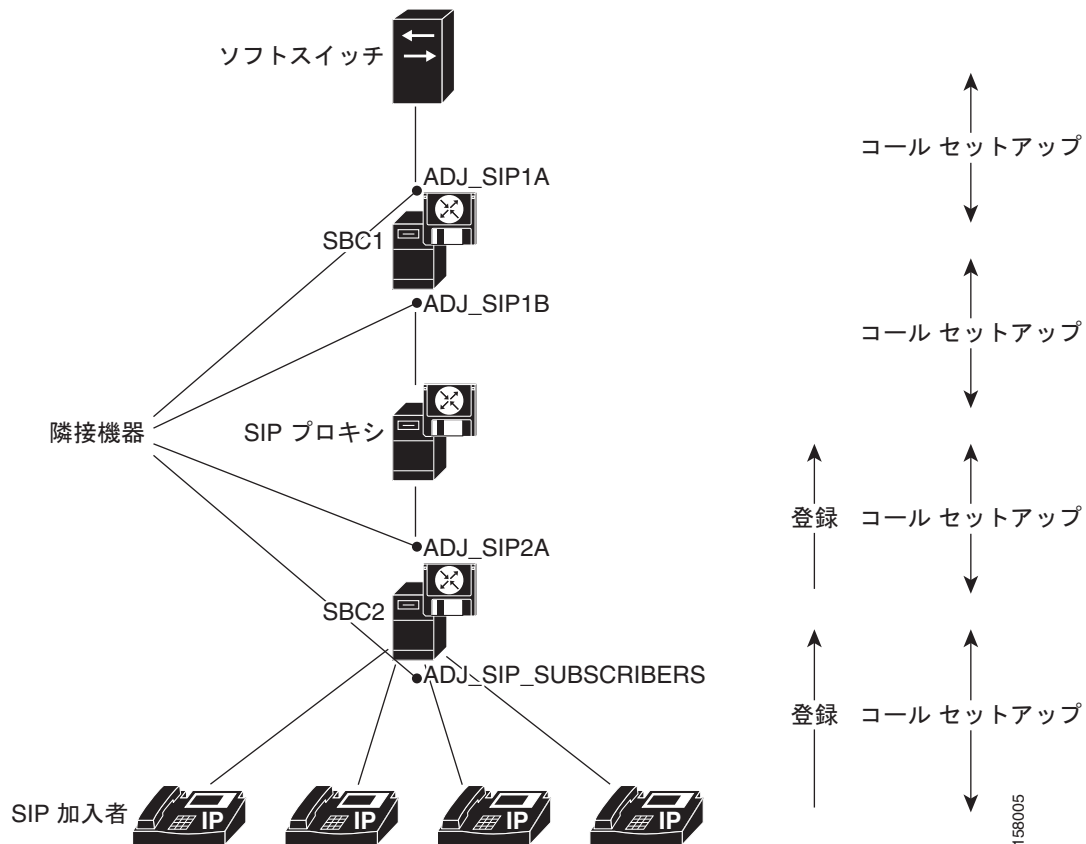 ソフトスイッチ
コール セットアップ
ADJ_SIP1A
SBC1
ADJ_SIP1B
コール セットアップ
隣接機器
SIP プロキシ
登録 コール セットアップ
ADJ_SIP2A
SBC2
ADJ_SIP_SUBSCRIBERS
登録 コール セットアップ
SIP 加入者
IP
IP
IP
IP
158005